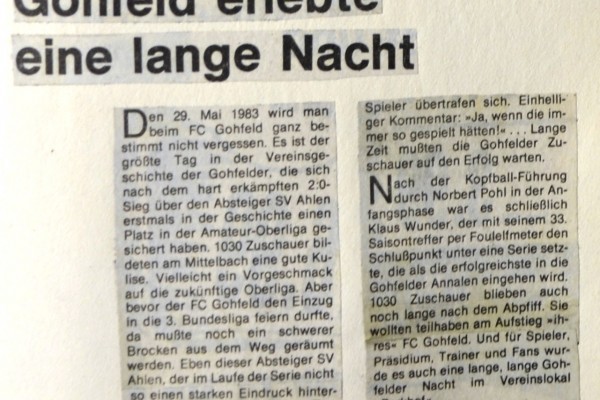 Gohfeld erlebte
eine lange Nacht
Den 29. Mai 1983 wird man
beim FC Gohfeld ganz be-
stimmt nicht vergessen. Es ist der
größte Tag in der Vereinsge-
schichte der Gohfelder, die sich
nach dem hart erkämpften 2:0-
Sieg über den Absteiger SV Ahlen
erstmals in der Geschichte einen
Platz in der Amateur-Oberliga ge-
sichert haben. 1030 Zuschauer bil-
deten am Mittelbach eine gute Ku-
lise. Vielleicht ein Vorgeschmack
auf die zukünftige Oberliga. Aber
bevor der FC Gohfeld den Einzug
in die 3. Bundesliga feiern durfte,
da mußte noch ein schwerer
Brocken aus dem Weg geräumt
werden. Eben dieser Absteiger SV
Ahlen, der im Laufe der Serie nicht
so einen starken Eindruck hinter-
Spieler übertrafen sich. Einhelli-
ger Kommentar: »Ja, wenn die im-
mer so gespielt hätten!« . . . Lange
Zeit mußten die Gohfelder Zu-
schauer auf den Erfolg warten.
Nach der Kopfball-Führung
durch Norbert Pohl in der An-
fangsphase war es schließlich
Klaus Wunder, der mit seinem 33.
Saisontreffer per Foulelfmeter den
Schlußpunkt unter eine Serie setz-
te, die als die erfolgreichste in die
Gohfelder Annalen eingehen wird.
1030 Zuschauer blieben auch
noch lange nach dem Abpfiff. Sie
wollten teilhaben am Aufstieg »ih-
res« FC Gohfeld. Und für Spieler,
Präsidium, Trainer und Fans wur-
de es auch eine lange, lange Goh-
felder Nacht im Vereinslokal